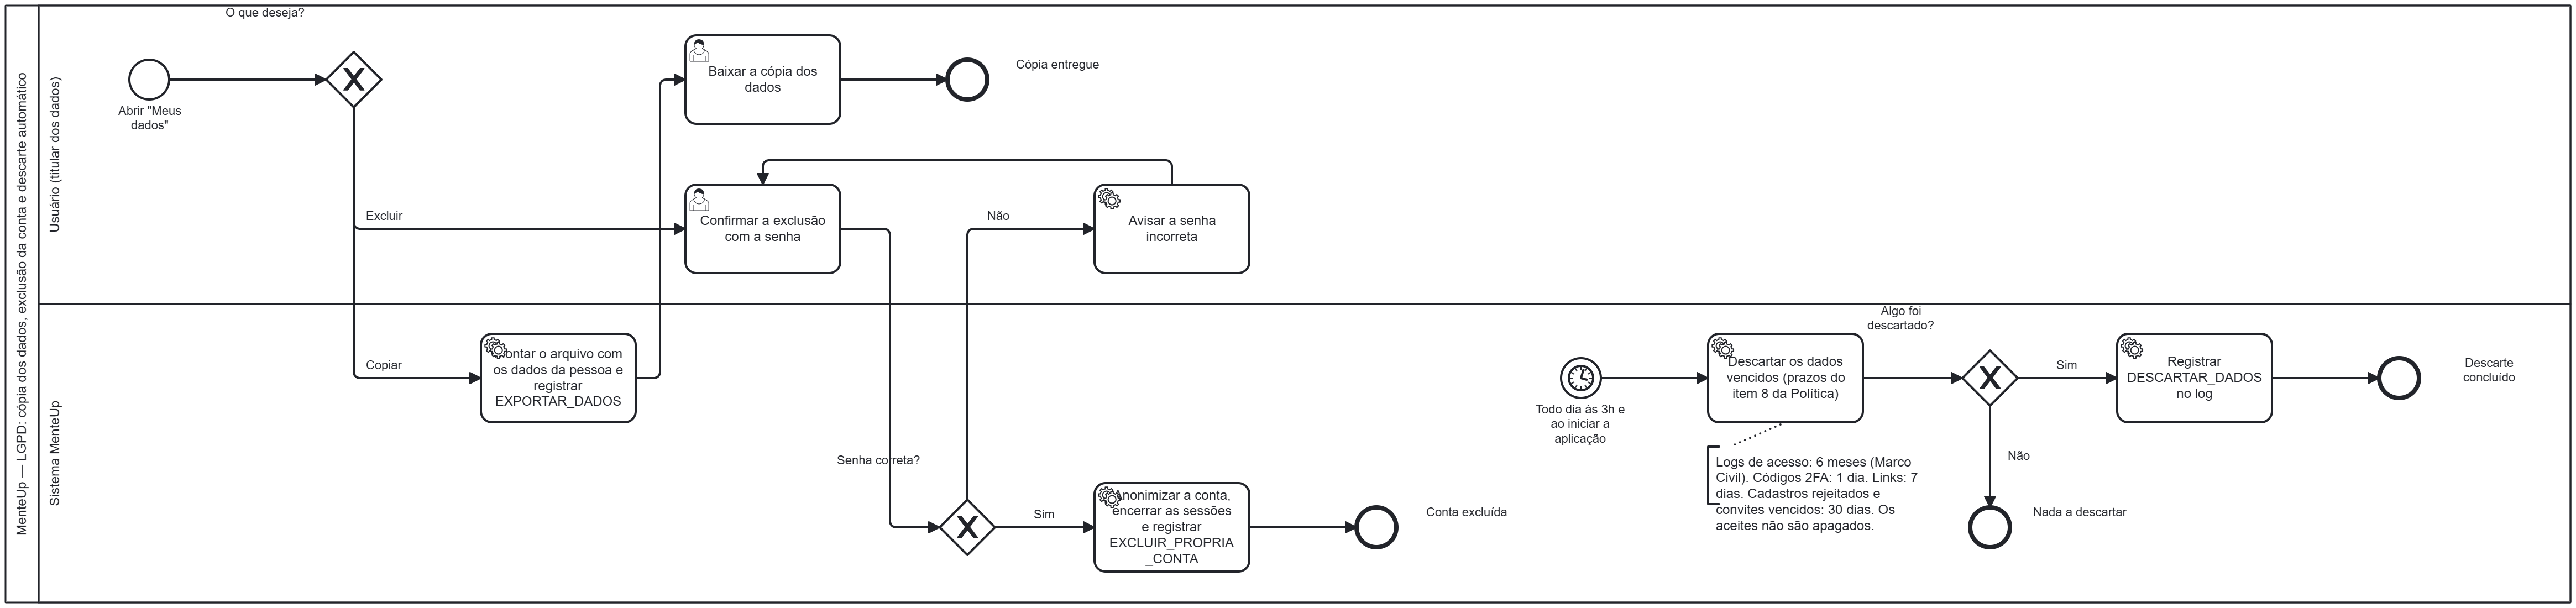 MenteUp — LGPD: cópia dos dados, exclusão da conta e descarte automático
Usuário (titular dos dados)
O que deseja?
Abrir "Meus
dados"
Baixar a cópia dos
dados
Cópia entregue
Excluir
Confirmar a exclusão
com a senha
Não
Avisar a senha
incorreta
Sistema MenteUp
Copiar
ontar o arquivo com
os dados da pessoa e
registrar
EXPORTAR_DADOS
Senha correta?
Sim
Anonimizar a conta,
encerrar as sessões
e registrar
EXCLUIR_PROPRIA
_CONTA
Conta excluída
Todo dia às 3h e
ao iniciar a
aplicação
Descartar os dados
vencidos (prazos do
item 8 da Política)
Logs de acesso: 6 meses (Marco
Civil). Códigos 2FA: 1 dia. Links: 7
dias. Cadastros rejeitados e
convites vencidos: 30 dias. Os
aceites não são apagados.
Algo foi
descartado?
Sim
Registrar
DESCARTAR_DADOS
no log
Descarte
concluído
Não
Nada a descartar